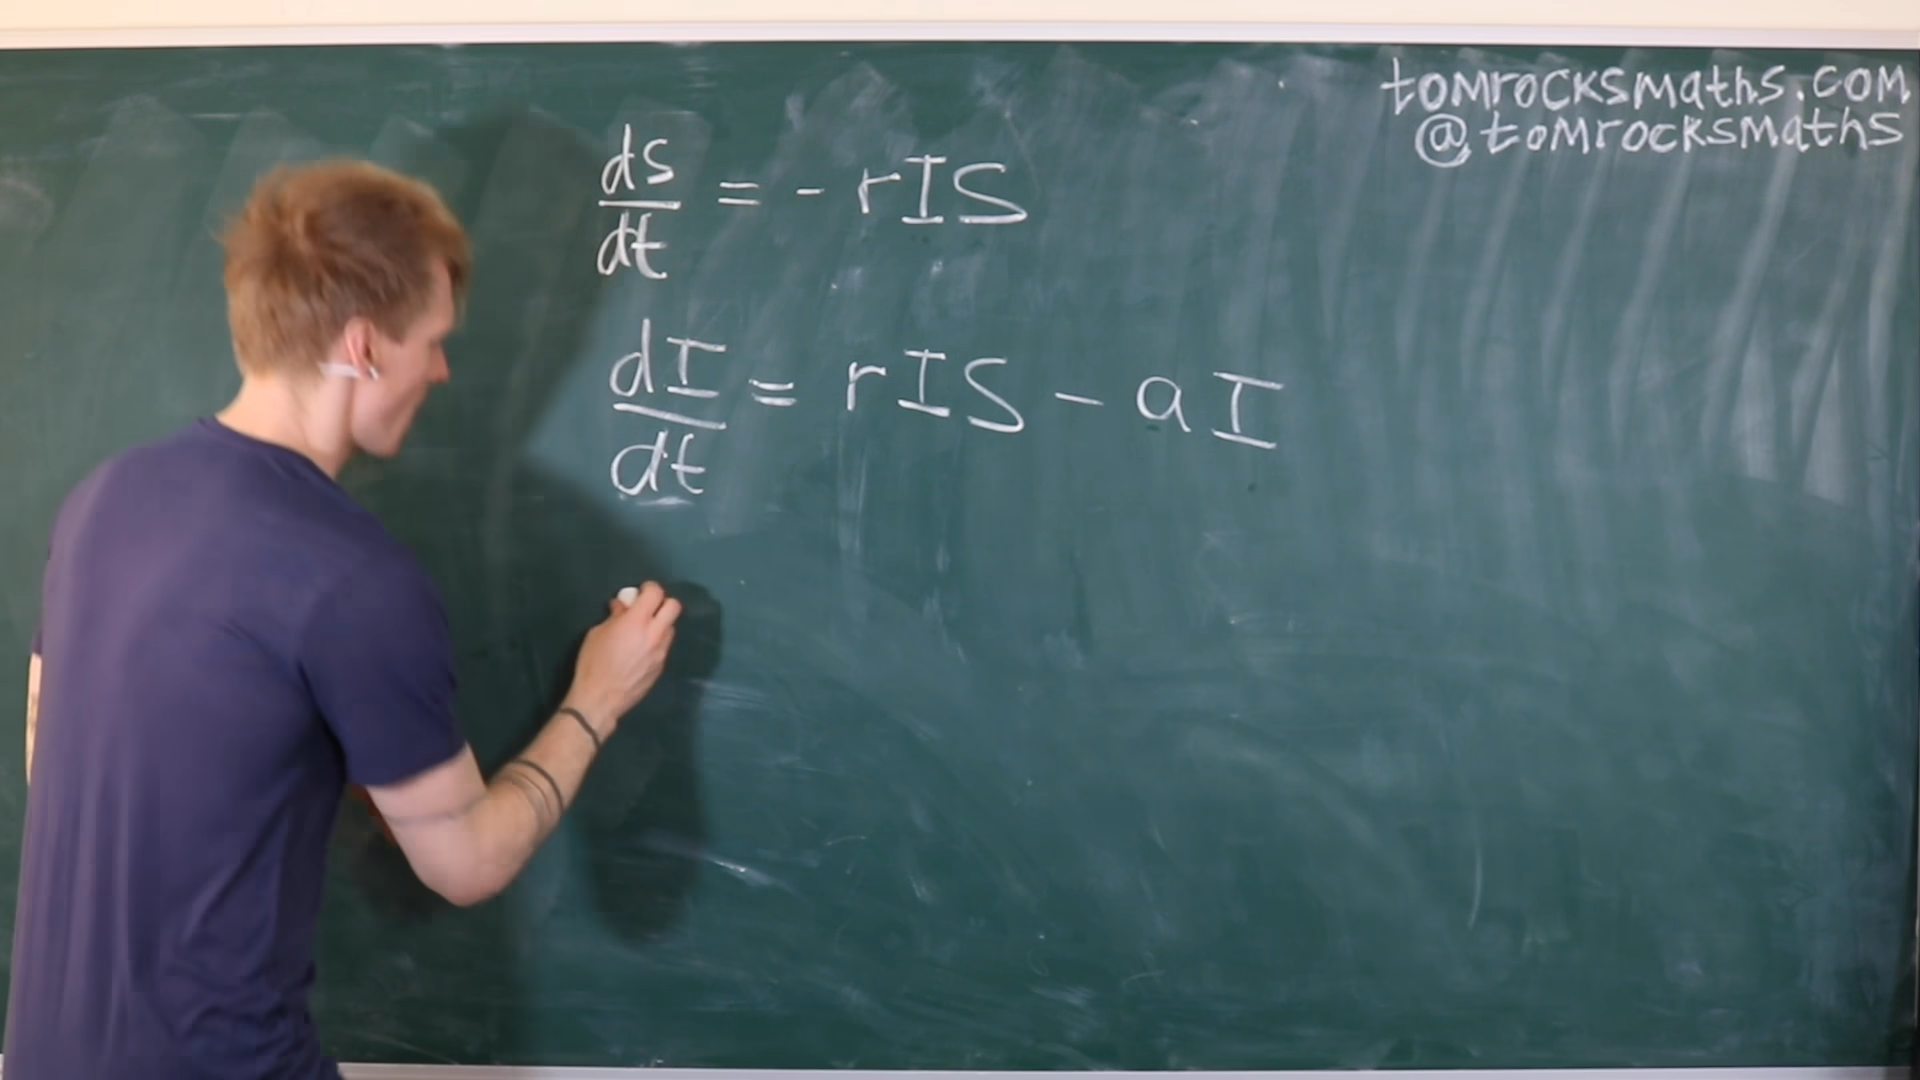 tomrocksmaths.com
@tomrocksmaths
dS/dt = - rIS
dI/dt = rIS - aI